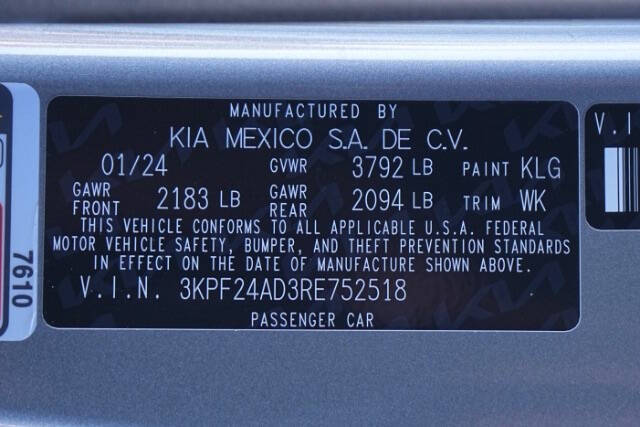 MANUFACTURED BY
KIA MEXICO S.A. DE C.V.
01/24 GVWR 3792 LB PAINT KLG
GAWR FRONT 2183 LB GAWR REAR 2094 LB TRIM WK
THIS VEHICLE CONFORMS TO ALL APPLICABLE U.S.A. FEDERAL
MOTOR VEHICLE SAFETY, BUMPER, AND THEFT PREVENTION STANDARDS
IN EFFECT ON THE DATE OF MANUFACTURE SHOWN ABOVE.
V.I.N. 3KPF24AD3RE752518
PASSENGER CAR
7610
V.I